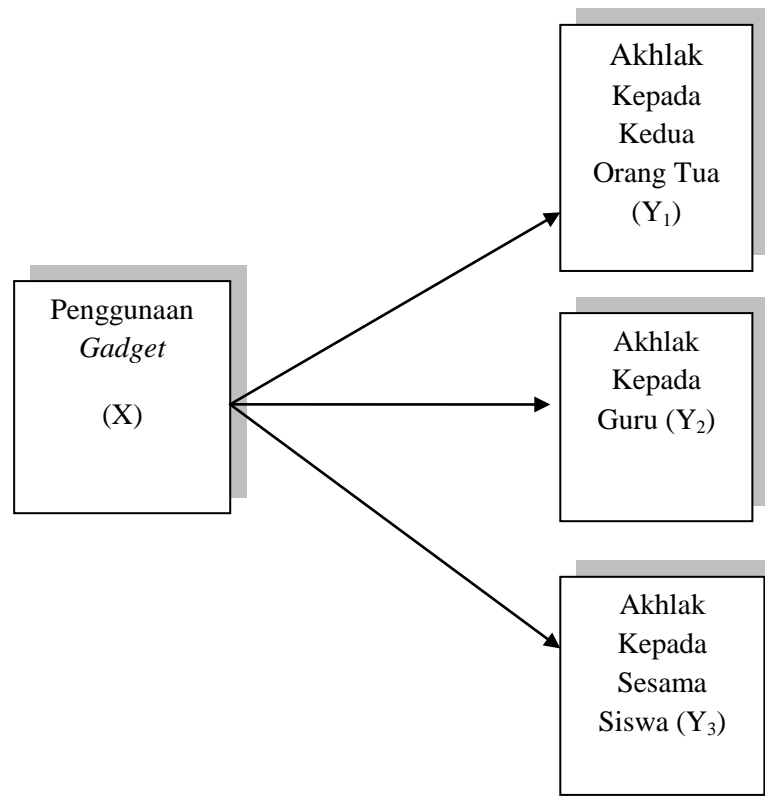 Akhlak
Kepada
Kedua
Orang Tua
(Y₁)
Penggunaan
Gadget
(X)
Akhlak
Kepada
Guru (Y₂)
Akhlak
Kepada
Sesama
Siswa (Y₃)